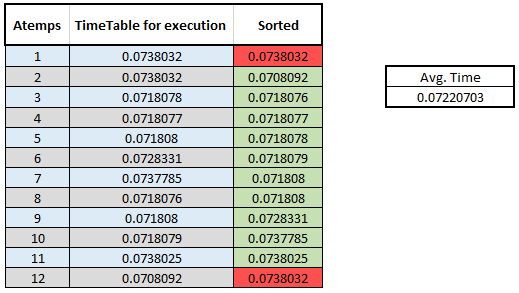 Atemps TimeTable for execution Sorted
1 0.0738032 0.0738032
2 0.0738032 0.0708092
3 0.0718078 0.0718076
4 0.0718077 0.0718077
5 0.071808 0.0718078
6 0.0728331 0.0718079
7 0.0737785 0.071808
8 0.0718076 0.071808
9 0.071808 0.0728331
10 0.0718079 0.0737785
11 0.0738025 0.0738025
12 0.0708092 0.0738032
Avg. Time
0.07220703